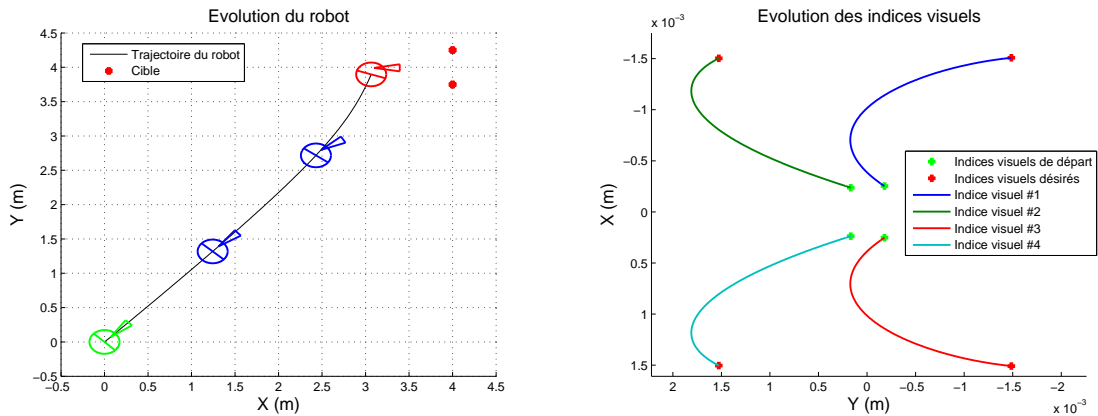 Evolution du robot
4.5
4
3.5
3
2.5
2
1.5
1
0.5
0
−0.5
Y (m)
Trajectoire du robot
Cible
−0.5 0 0.5 1 1.5 2 2.5 3 3.5 4 4.5
X (m)
Evolution des indices visuels
x 10⁻³
−1.5
−1
−0.5
0
0.5
1
1.5
X (m)
Indices visuels de départ
Indices visuels désirés
Indice visuel #1
Indice visuel #2
Indice visuel #3
Indice visuel #4
2 1.5 1 0.5 0 −0.5 −1 −1.5 −2
Y (m)
x 10⁻³